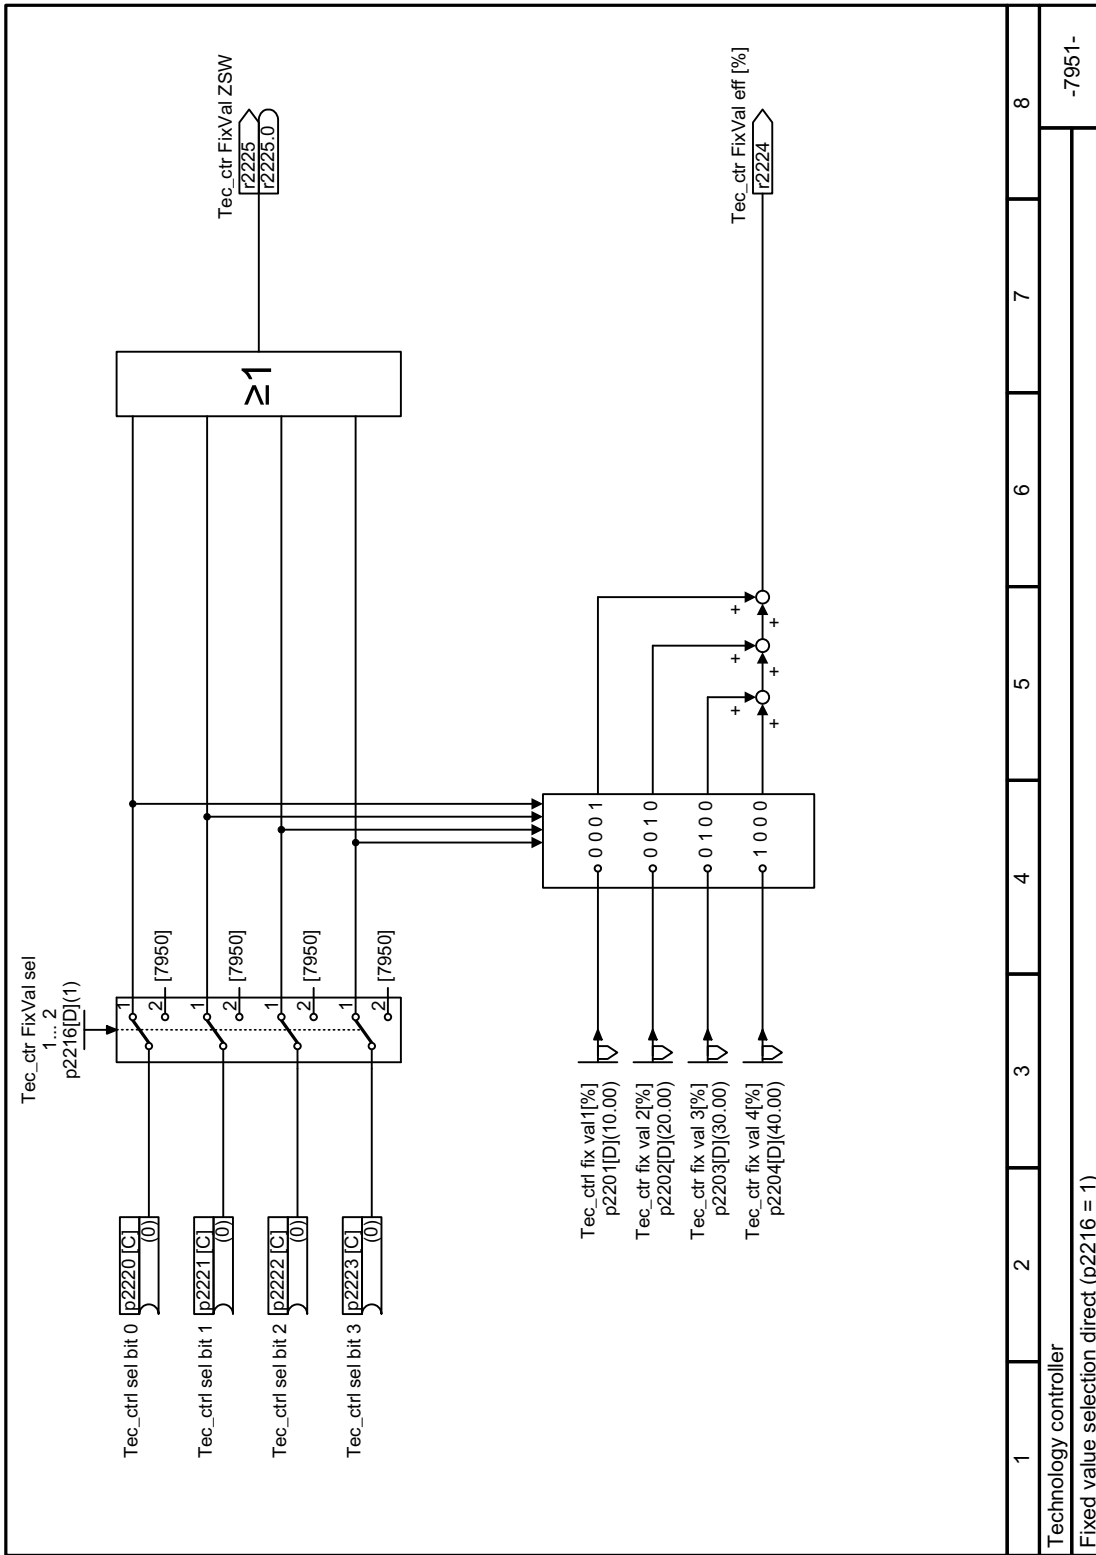 Tec_ctr FixVal sel
1... 2
p2216[D](1)
Tec_ctrl sel bit 0
p2220 [C]
(0)
1
2
[7950]
Tec_ctrl sel bit 1
p2221 [C]
(0)
1
2
[7950]
Tec_ctrl sel bit 2
p2222 [C]
(0)
1
2
[7950]
Tec_ctrl sel bit 3
p2223 [C]
(0)
1
2
[7950]
≥1
Tec_ctr FixVal ZSW
r2225
r2225.0
Tec_ctrl fix val1[%]
p2201[D](10.00)
0 0 0 1
Tec_ctr fix val 2[%]
p2202[D](20.00)
0 0 1 0
Tec_ctr fix val 3[%]
p2203[D](30.00)
0 1 0 0
Tec_ctr fix val 4[%]
p2204[D](40.00)
1 0 0 0
+
+
+
+
+
+
Tec_ctr FixVal eff [%]
r2224
1 2 3 4 5 6 7 8
Technology controller
Fixed value selection direct (p2216 = 1)
-7951-